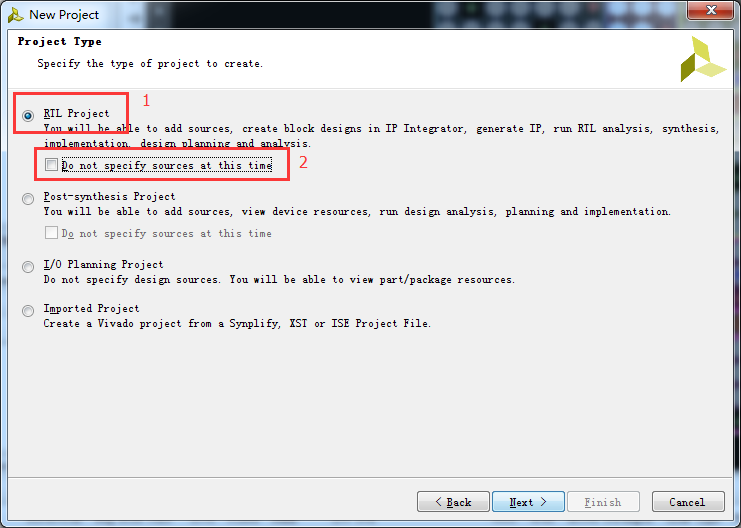 New Project
Project Type
Specify the type of project to create.
RTL Project
1
You will be able to add sources, create block designs in IP Integrator, generate IP, run RTL analysis, synthesis,
implementation, design planning and analysis.
Do not specify sources at this time
2
Post-synthesis Project
You will be able to add sources, view device resources, run design analysis, planning and implementation.
Do not specify sources at this time
I/O Planning Project
Do not specify design sources. You will be able to view part/package resources.
Imported Project
Create a Vivado project from a Synplify, XST or ISE Project File.
< Back
Next >
Finish
Cancel